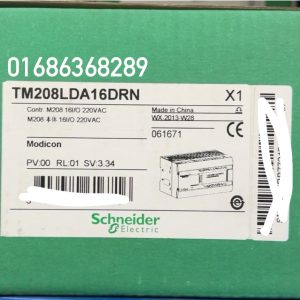 01686368289
TM208LDA16DRN X1
Contr. M208 16I/O 220VAC
M208 本体 16I/O 220VAC
Made in China
WX.2013-W28
061671
Modicon
PV:00 RL:01 SV:3.34
Schneider
Electric